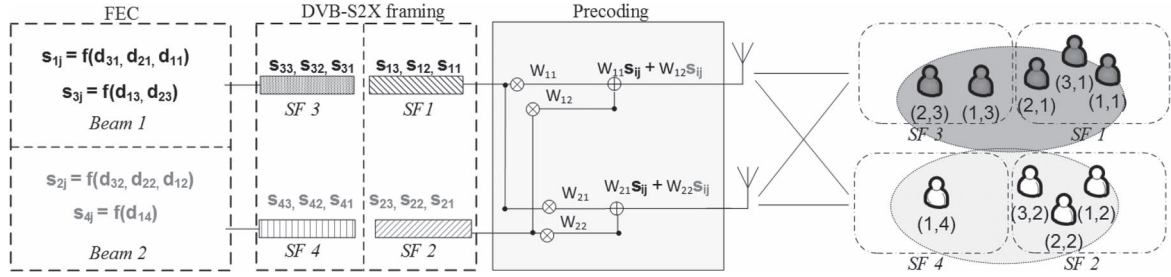 FEC
s1j = f(d31, d21, d11)
s3j = f(d13, d23)
Beam 1
s2j = f(d32, d22, d12)
s4j = f(d14)
Beam 2
DVB-S2X framing
s33, s32, s31
s13, s12, s11
SF 3
SF 1
s43, s42, s41
s23, s22, s21
SF 4
SF 2
Precoding
W11
W11sij + W12sij
W12
W21
W21sij + W22sij
W22
(3,1)
(2,3)
(1,3)
(2,1)
(1,1)
SF 3
SF 1
(1,4)
(3,2)
(1,2)
(2,2)
SF 4
SF 2